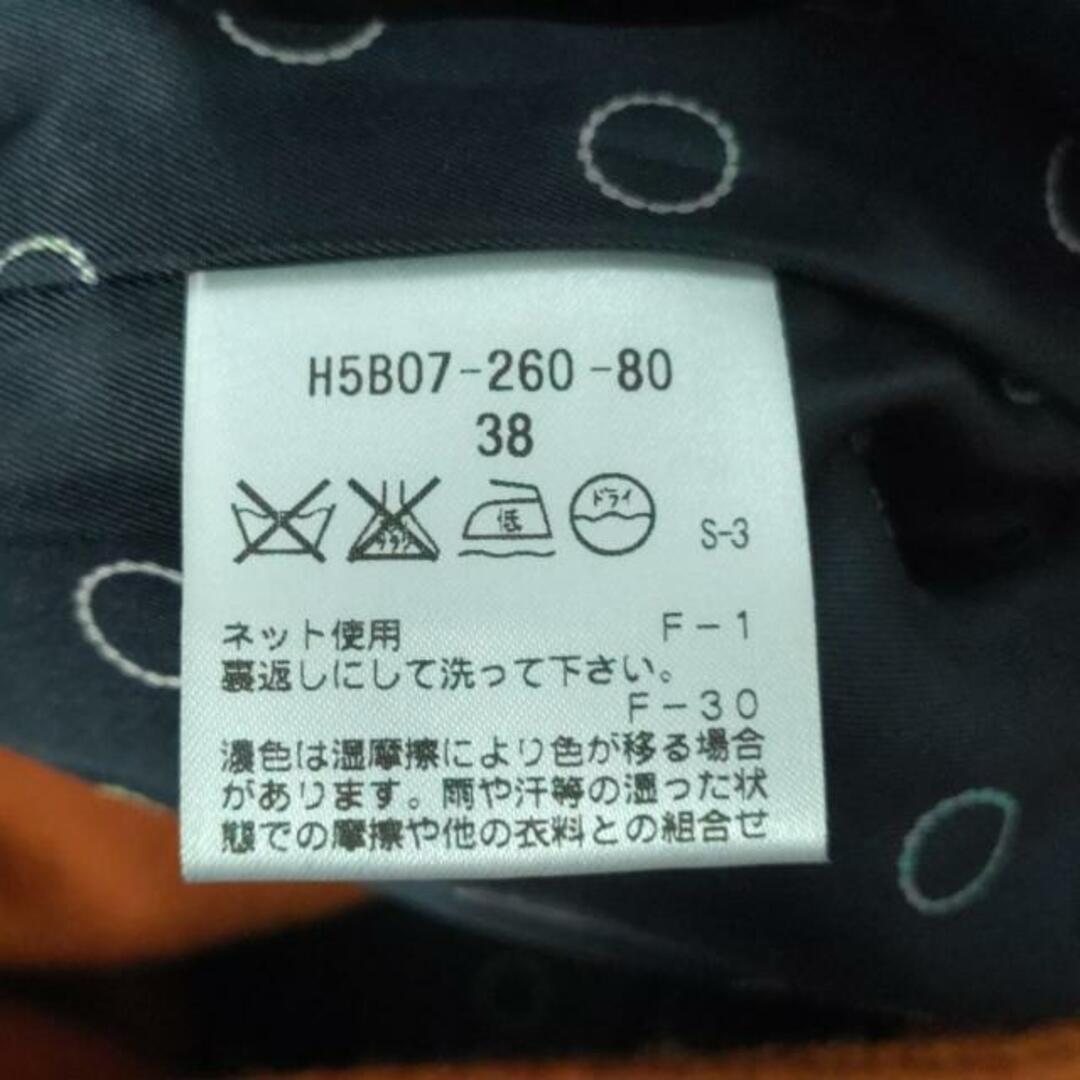 H5B07-260-80
38
低 ドライ S-3
ネット使用 F-1
裏返しにして洗って下さい。
F-30
濃色は湿摩擦により色が移る場合
があります。雨や汗等の湿った状
態での摩擦や他の衣料との組合せ